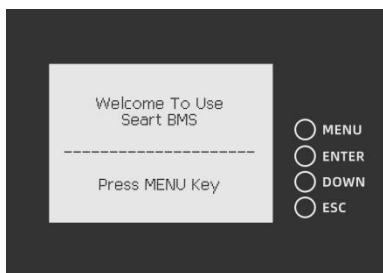 Welcome To Use
Seart BMS
--------------------
Press MENU Key
MENU
ENTER
DOWN
ESC